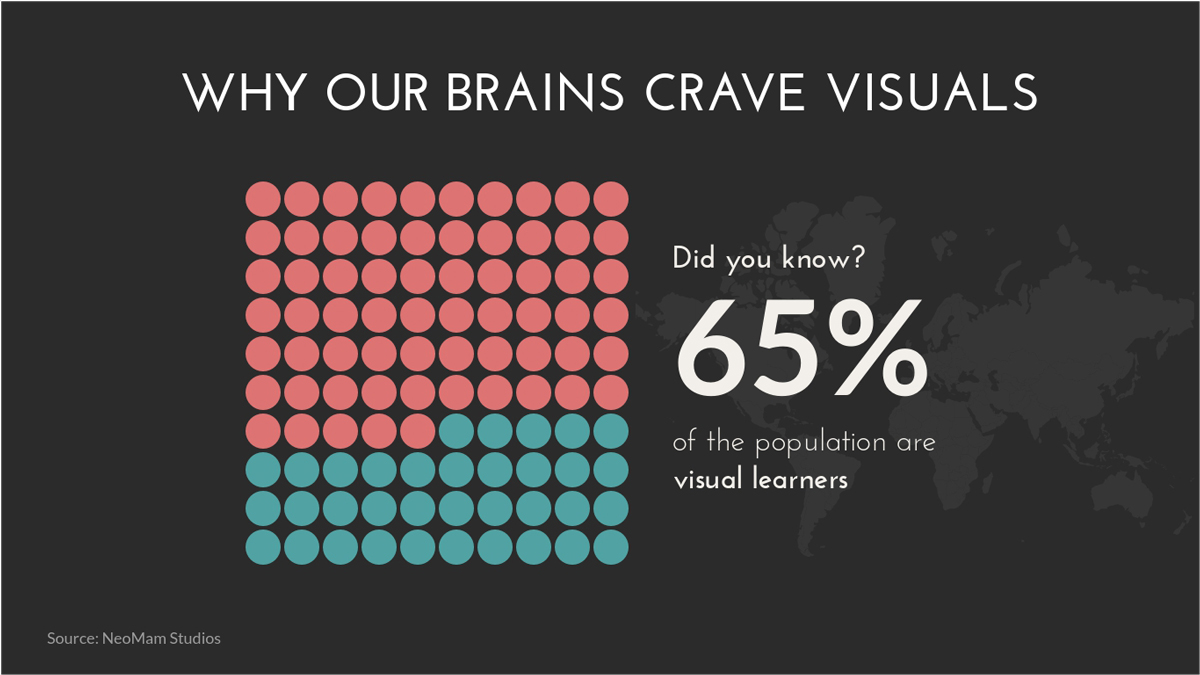 WHY OUR BRAINS CRAVE VISUALS
Did you know?
65%
of the population are
visual learners
Source: NeoMam Studios